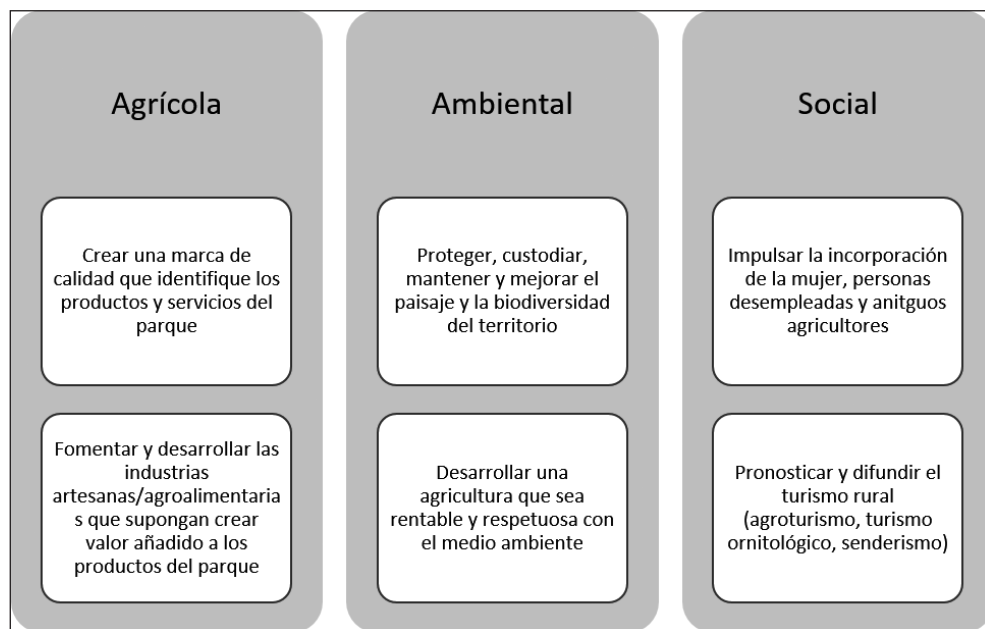 Agrícola
Crear una marca de
calidad que identifique los
productos y servicios del
parque
Fomentar y desarrollar las
industrias
artesanas/agroalimentaria
s que supongan crear
valor añadido a los
productos del parque
Ambiental
Proteger, custodiar,
mantener y mejorar el
paisaje y la biodiversidad
del territorio
Desarrollar una
agricultura que sea
rentable y respetuosa con
el medio ambiente
Social
Impulsar la incorporación
de la mujer, personas
desempleadas y anitguos
agricultores
Pronosticar y difundir el
turismo rural
(agroturismo, turismo
ornitológico, senderismo)